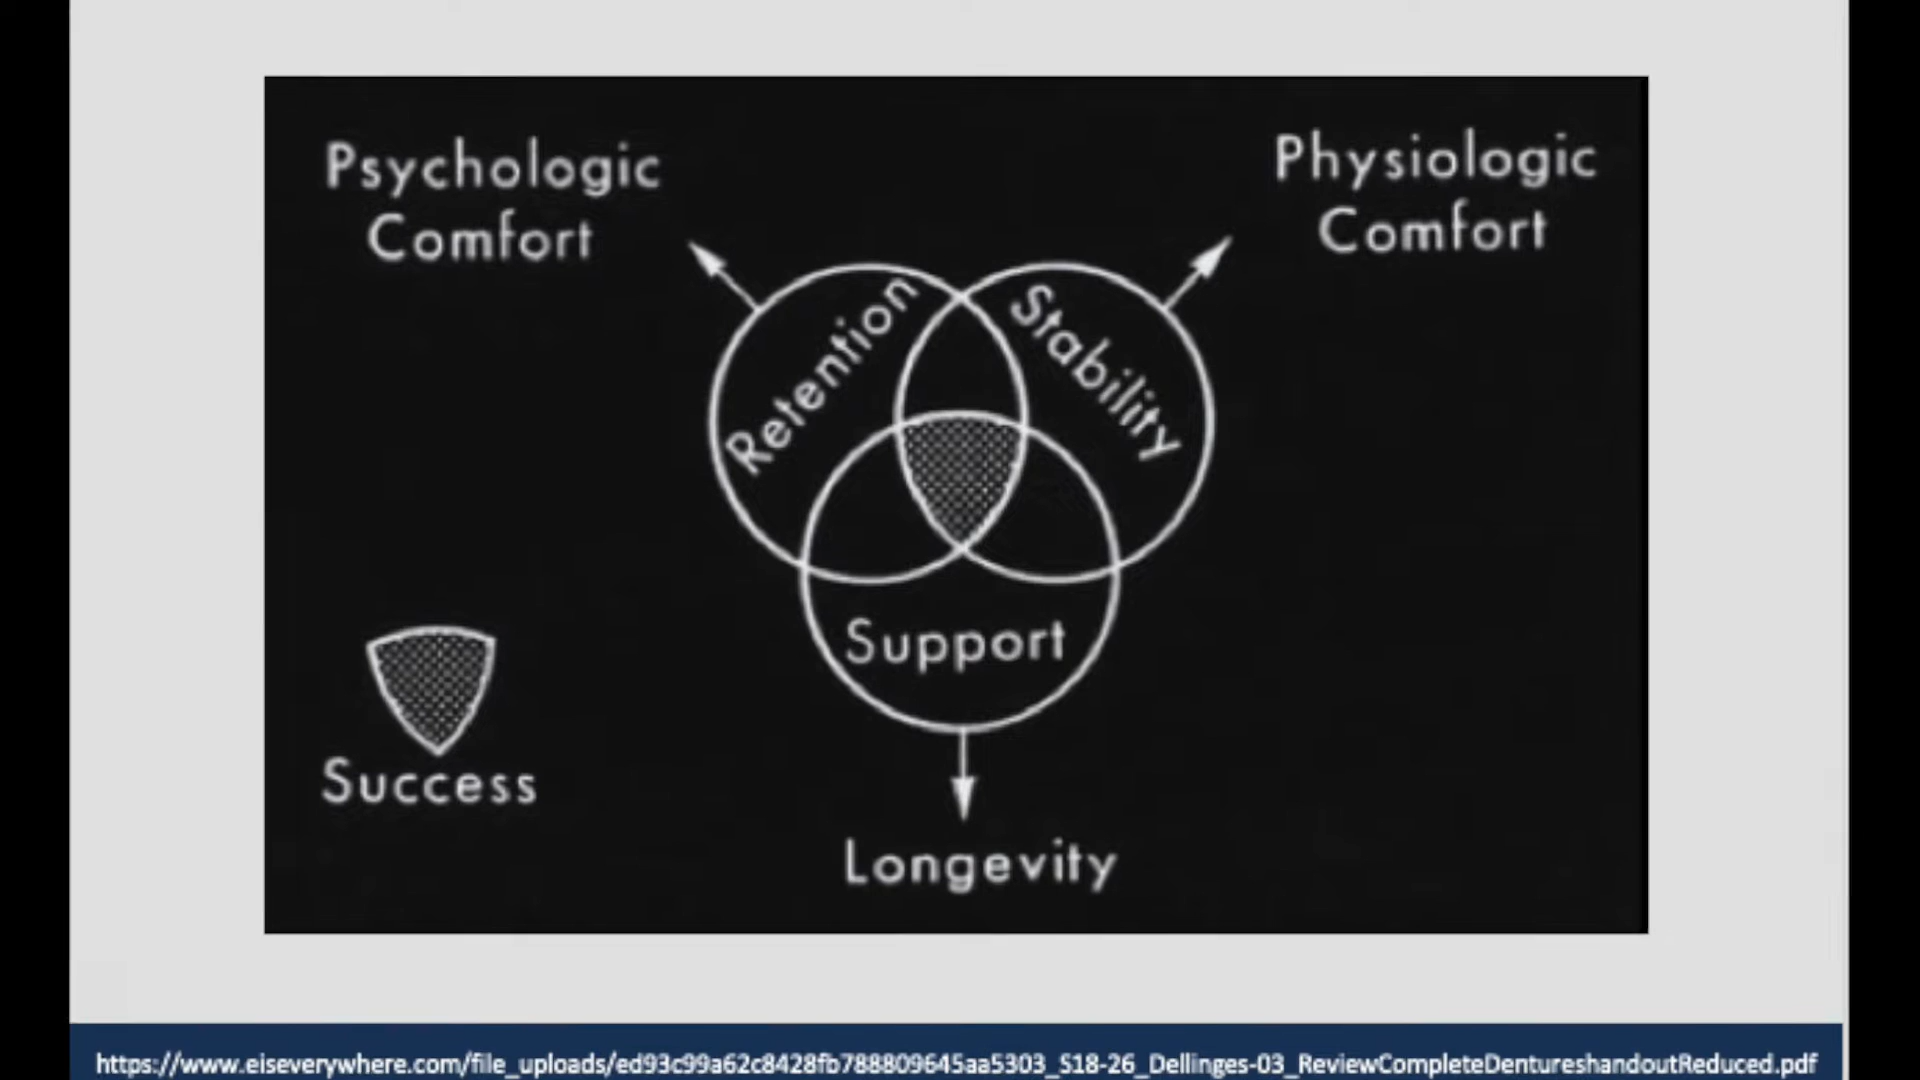 Psychologic
Comfort
Physiologic
Comfort
Retention
Stability
Support
Success
Longevity
https://www.eiseverywhere.com/file_uploads/ed93c99a62c8428fb788809645aa5303_S18-26_Dellinges-03_ReviewCompleteDentureshandoutReduced.pdf